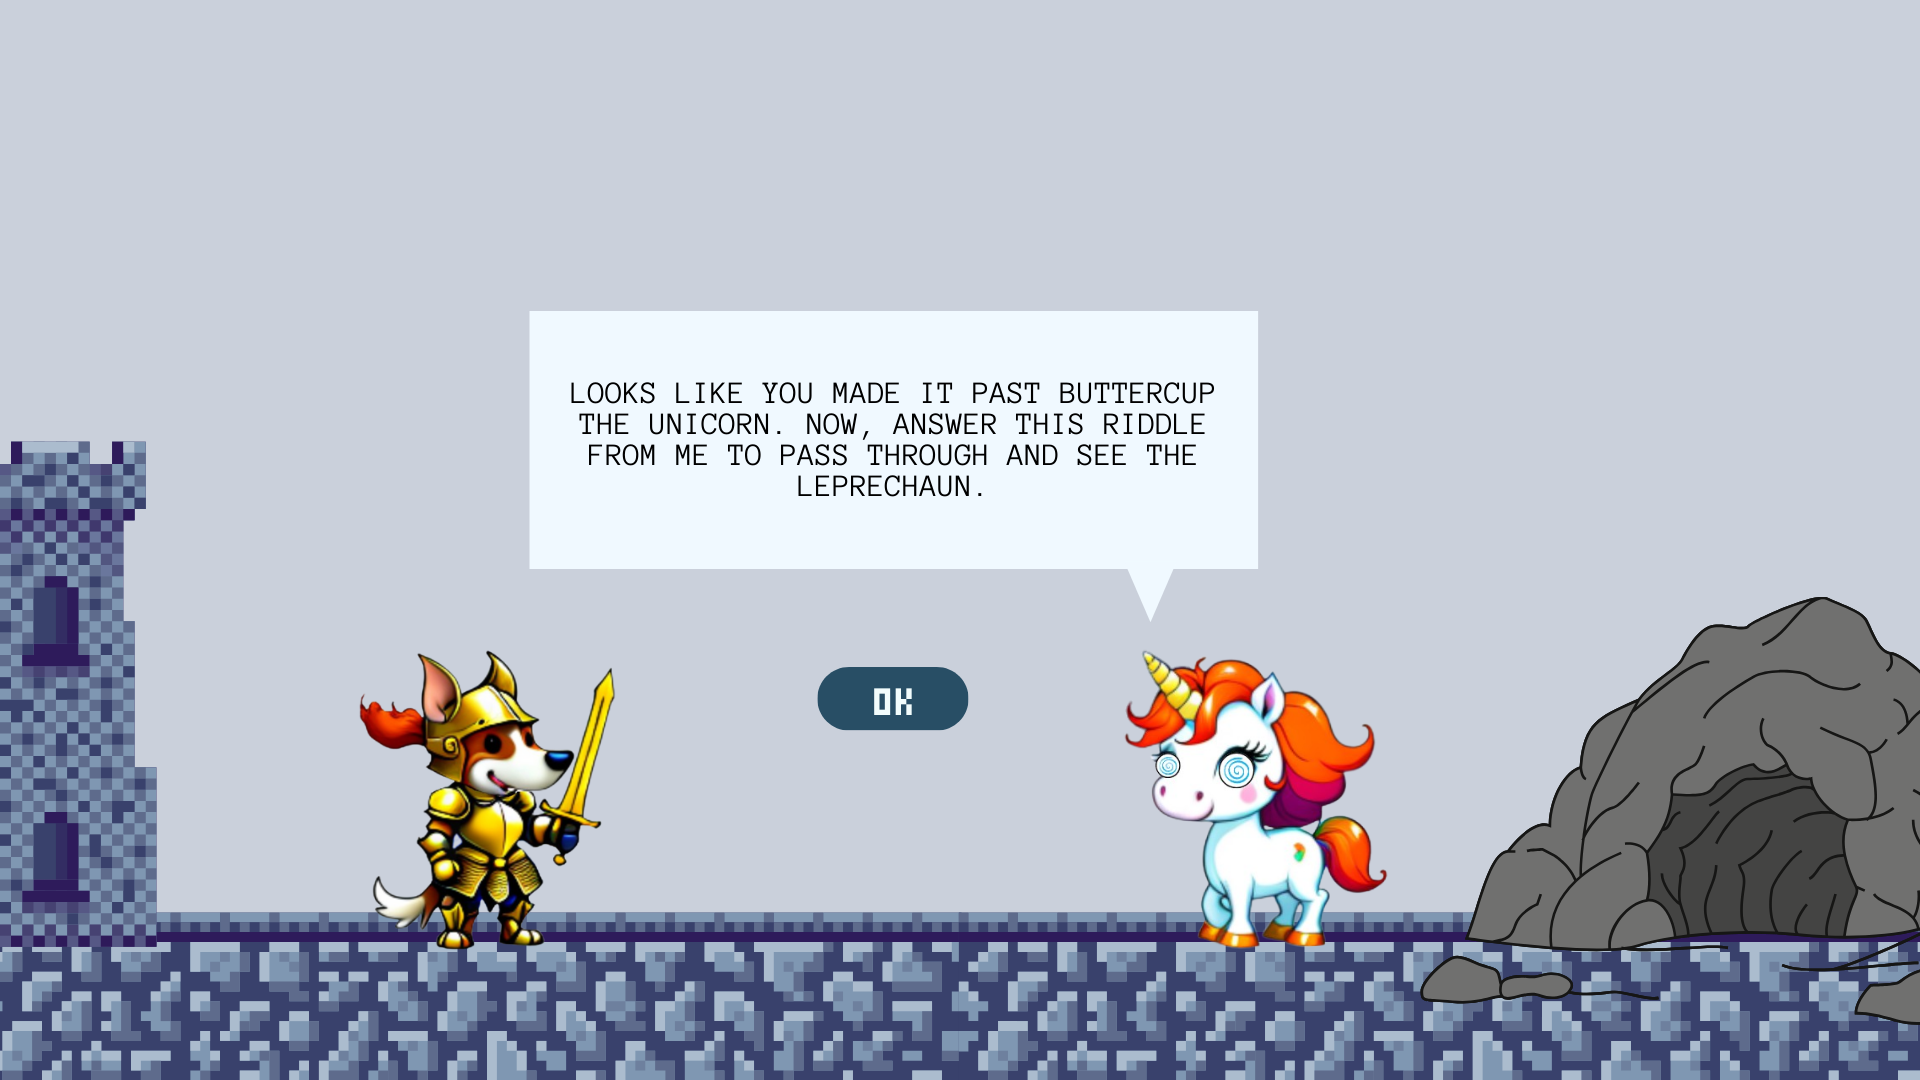 LOOKS LIKE YOU MADE IT PAST BUTTERCUP
THE UNICORN. NOW, ANSWER THIS RIDDLE
FROM ME TO PASS THROUGH AND SEE THE
LEPRECHAUN.
OK